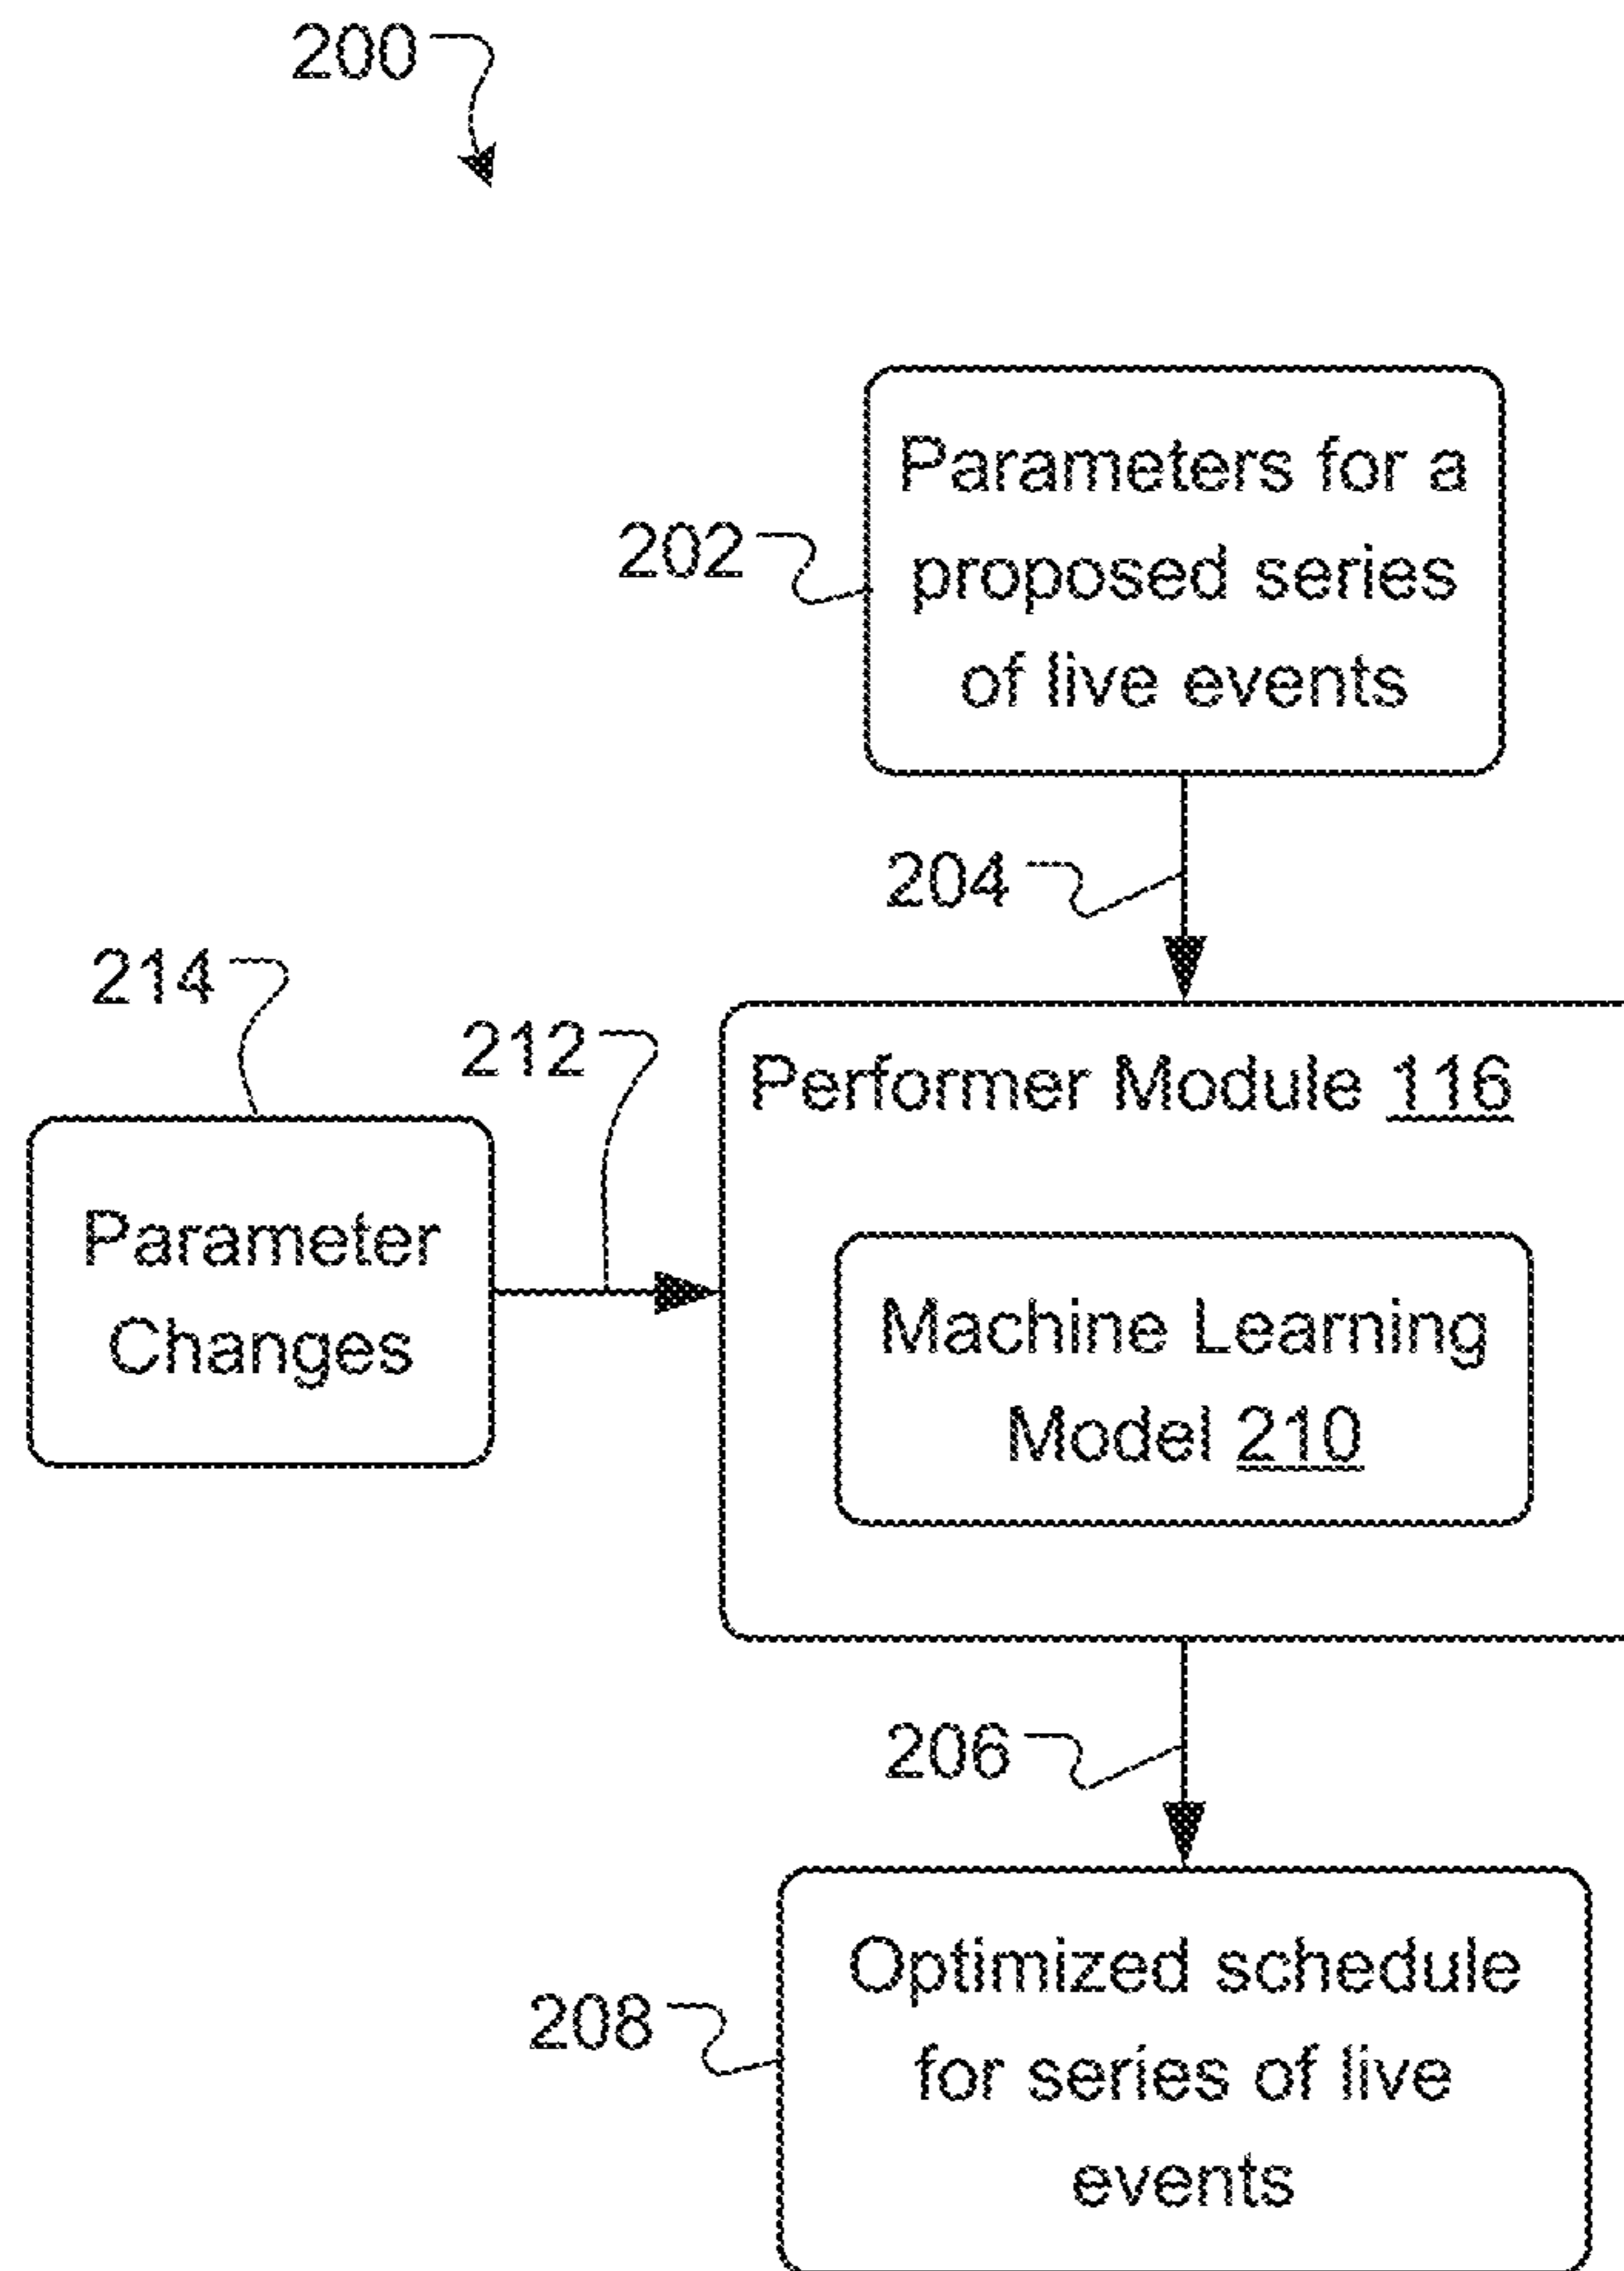 200
Parameters for a
proposed series
of live events
202
204
214
212
Performer Module 116
Parameter
Changes
Machine Learning
Model 210
206
Optimized schedule
for series of live
events
208